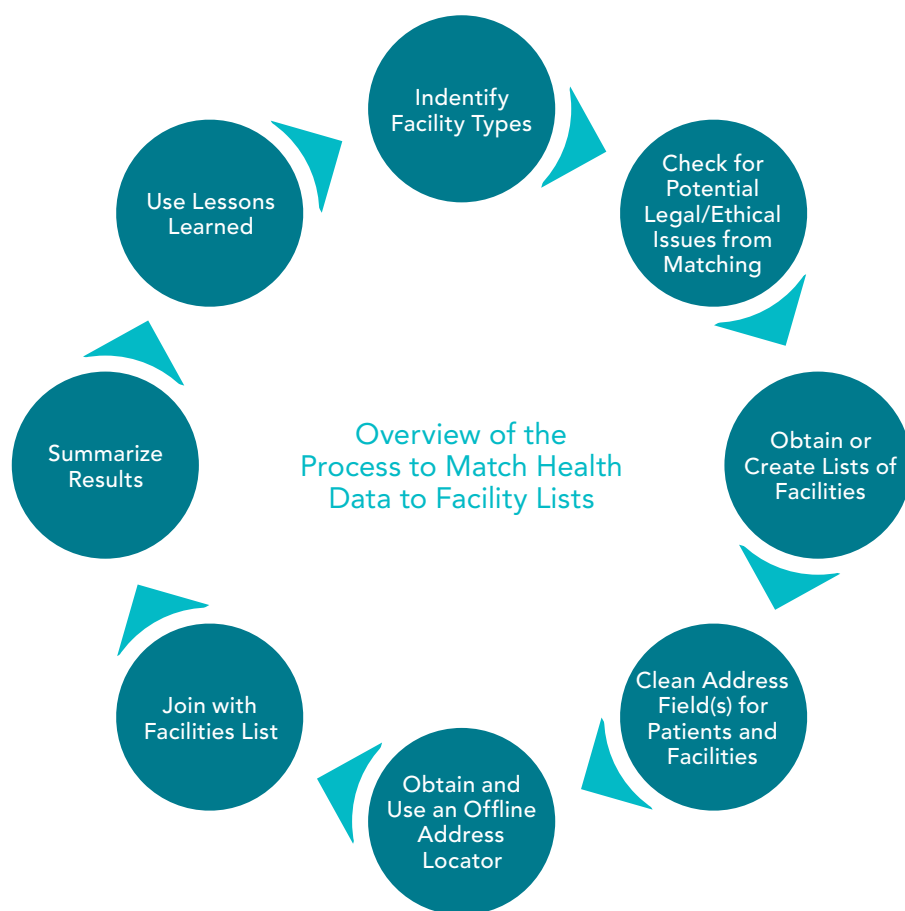 Indentify
Facility Types
Check for
Potential
Legal/Ethical
Issues from
Matching
Obtain or
Create Lists of
Facilities
Clean Address
Field(s) for
Patients and
Facilities
Obtain and
Use an Offline
Address
Locator
Join with
Facilities List
Summarize
Results
Use Lessons
Learned
Overview of the
Process to Match Health
Data to Facility Lists